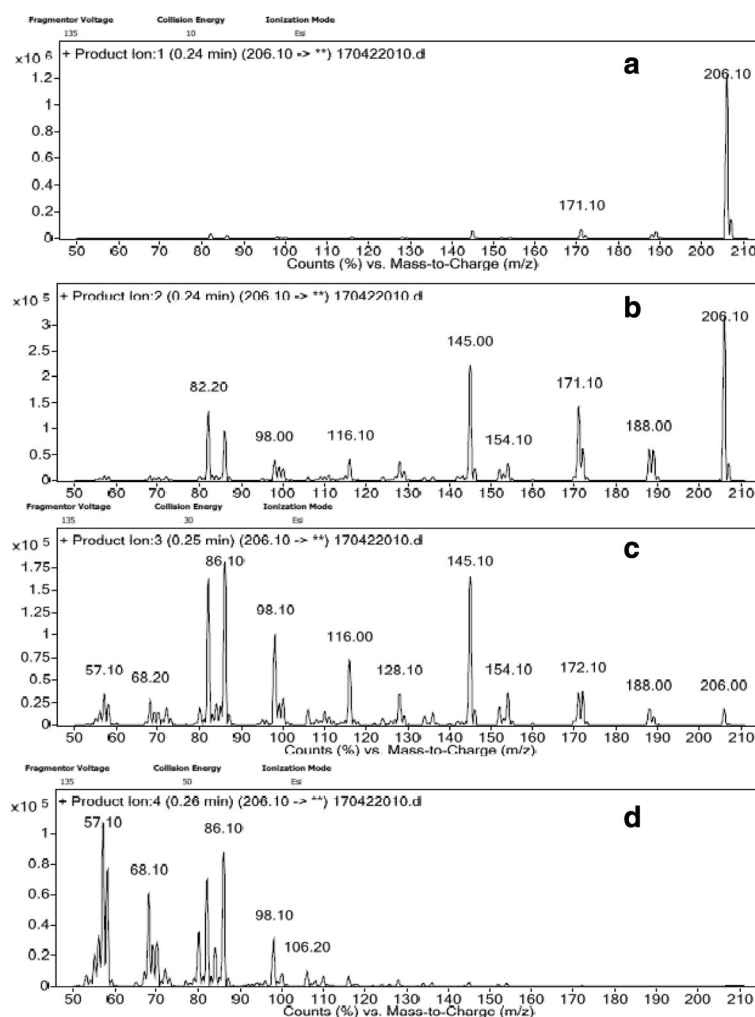 Fragmentor Voltage Collision Energy Ionization Mode
135 10 Esi
×10 6 + Product Ion:1 (0.24 min) (206.10 -> **) 170422010.d
a
206.10
1.2
1
0.8
0.6
0.4
171.10
0.2
0
50 60 70 80 90 100 110 120 130 140 150 160 170 180 190 200 210
Counts (%) vs. Mass-to-Charge (m/z)
×10 5 + Product Ion:2 (0.24 min) (206.10 -> **) 170422010.d
b
206.10
3
145.00
2.5
2
82.20
171.10
1.5
98.00 116.10 154.10 188.00
1
0.5
0
50 60 70 80 90 100 110 120 130 140 150 160 170 180 190 200 210
Counts (%) vs. Mass-to-Charge (m/z)
Fragmentor Voltage Collision Energy Ionization Mode
135 30 Esi
×10 5 + Product Ion:3 (0.25 min) (206.10 -> **) 170422010.d
c
1.75
86.10 145.10
1.5
1.25
98.10
1
116.00
0.75
57.10 68.20 128.10 154.10 172.10 188.00 206.00
0.5
0.25
0
50 60 70 80 90 100 110 120 130 140 150 160 170 180 190 200 210
Counts (%) vs. Mass-to-Charge (m/z)
Fragmentor Voltage Collision Energy Ionization Mode
135 50 Esi
×10 5 + Product Ion:4 (0.26 min) (206.10 -> **) 170422010.d
d
57.10 86.10
1
0.8
68.10
0.6
98.10
0.4
106.20
0.2
0
50 60 70 80 90 100 110 120 130 140 150 160 170 180 190 200 210
Counts (%) vs. Mass-to-Charge (m/z)